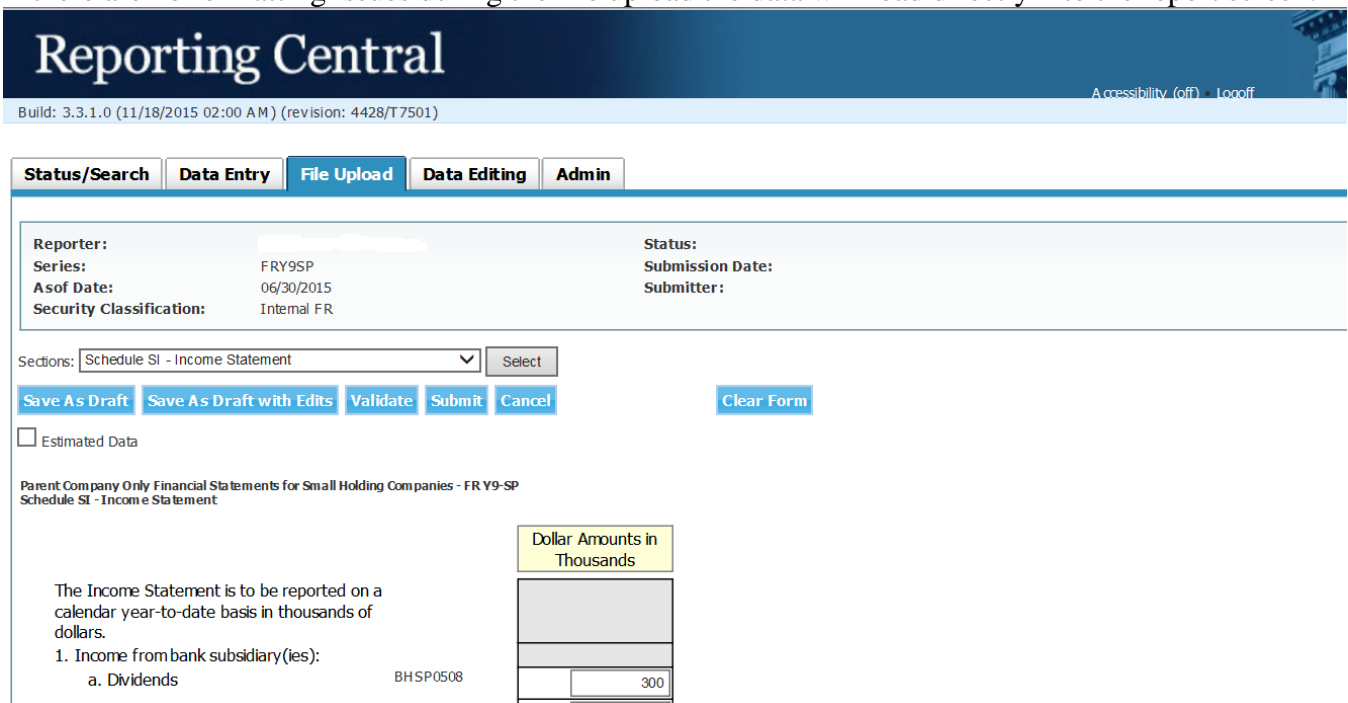 Reporting Central
Accessibility (off) • Logoff
Build: 3.3.1.0 (11/18/2015 02:00 AM) (revision: 4428/T7501)
Status/Search Data Entry File Upload Data Editing Admin
Reporter: Status:
Series: FRY9SP Submission Date:
Asof Date: 06/30/2015 Submitter:
Security Classification: Internal FR
Sections: Schedule SI - Income Statement Select
Save As Draft Save As Draft with Edits Validate Submit Cancel Clear Form
Estimated Data
Parent Company Only Financial Statements for Small Holding Companies - FR Y9-SP
Schedule SI - Income Statement
Dollar Amounts in
Thousands
The Income Statement is to be reported on a
calendar year-to-date basis in thousands of
dollars.
1. Income from bank subsidiary(ies):
a. Dividends BHSP0508 300